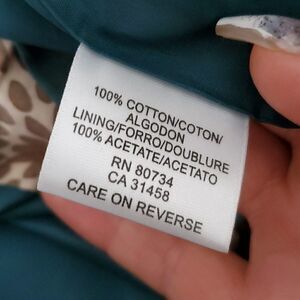 100% COTTON/COTON/
ALGODON
LINING/FORRO/DOUBLURE
100% ACETATE/ACETATO
RN 80734
CA 31458
CARE ON REVERSE